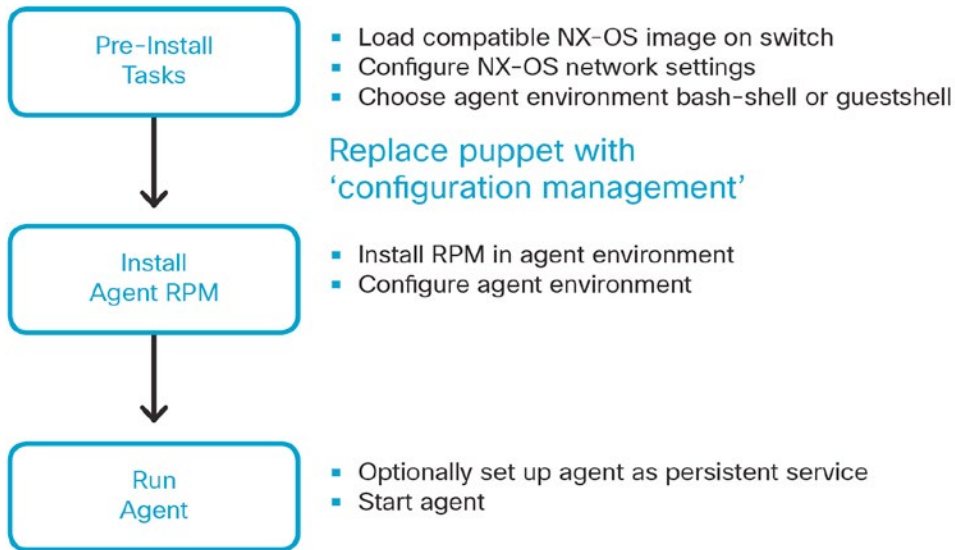 Pre-Install
Tasks
▪ Load compatible NX-OS image on switch
▪ Configure NX-OS network settings
▪ Choose agent environment bash-shell or guestshell
Replace puppet with
‘configuration management’
Install
Agent RPM
▪ Install RPM in agent environment
▪ Configure agent environment
Run
Agent
▪ Optionally set up agent as persistent service
▪ Start agent